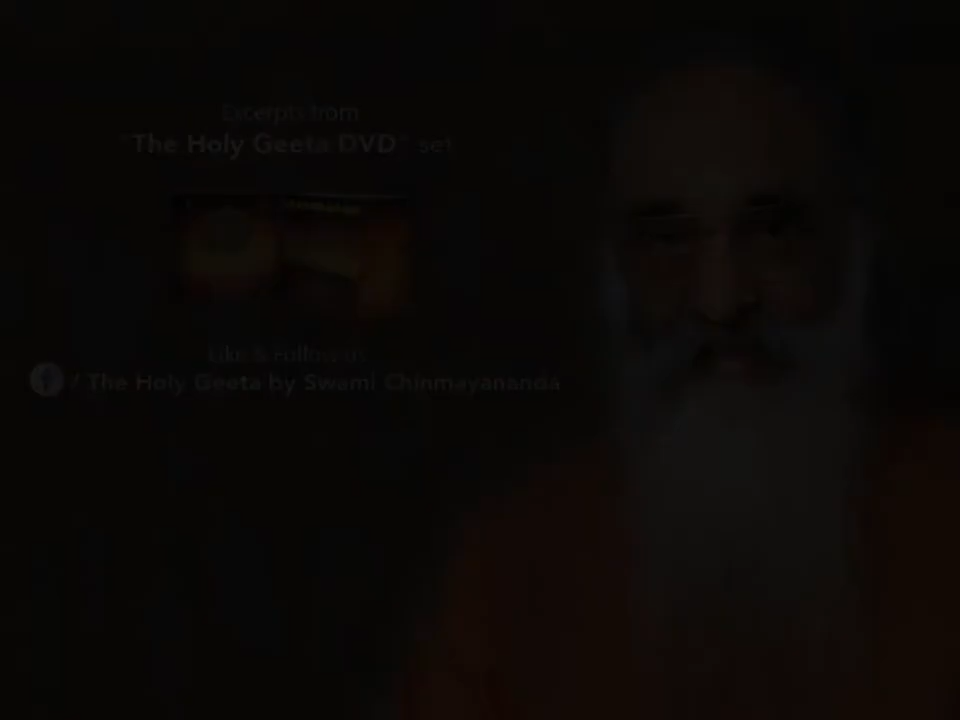 Excerpts from
"The Holy Geeta DVD" set
Like & Follow us
/ The Holy Geeta by Swami Chinmayananda